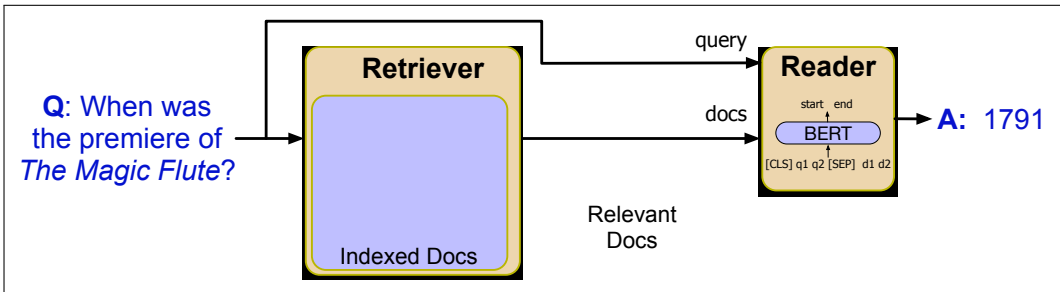 Q: When was
the premiere of
The Magic Flute?
Retriever
Indexed Docs
query
docs
Relevant
Docs
Reader
start end
BERT
[CLS] q1 q2 [SEP] d1 d2
A: 1791